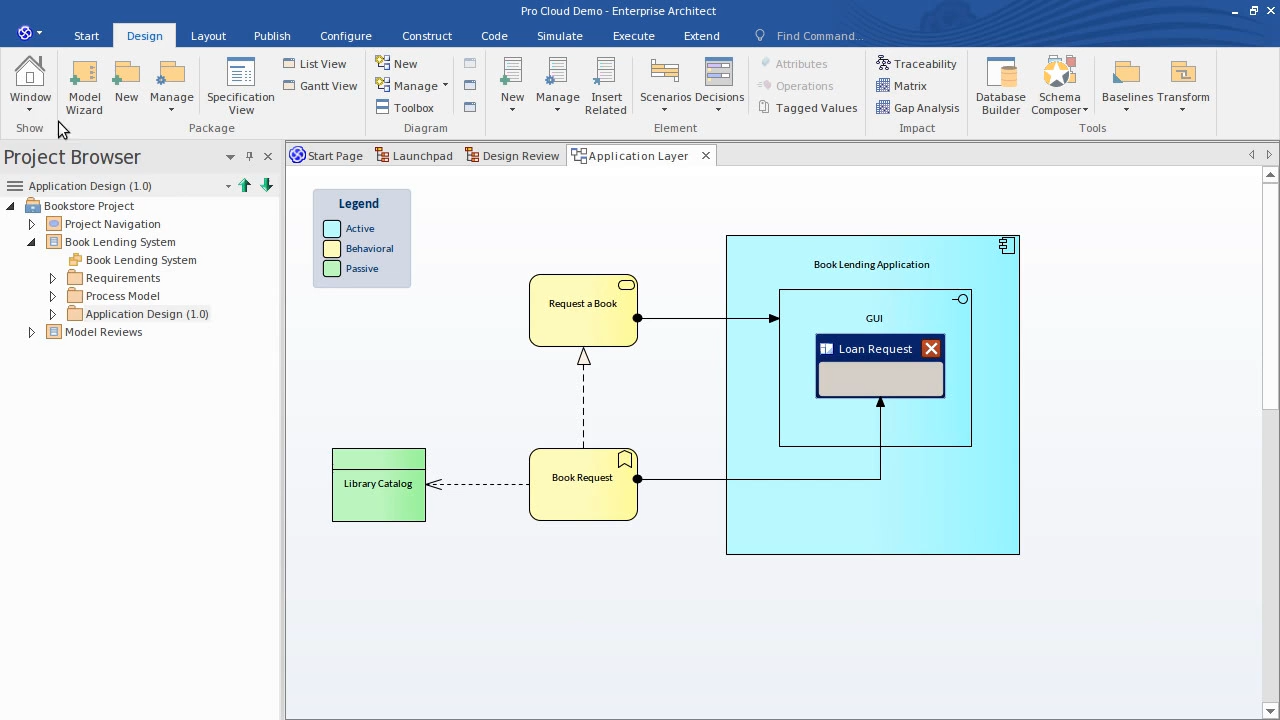 Pro Cloud Demo - Enterprise Architect
Start Design Layout Publish Configure Construct Code Simulate Execute Extend Find Command...
Window
Show
Model Wizard
New
Manage
Specification View
List View
Gantt View
Package
New
Manage
Toolbox
Diagram
New
Manage
Insert Related
Scenarios
Decisions
Attributes
Operations
Tagged Values
Element
Traceability
Matrix
Gap Analysis
Impact
Database Builder
Schema Composer
Baselines
Transform
Tools
Project Browser
Application Design (1.0)
Bookstore Project
Project Navigation
Book Lending System
Book Lending System
Requirements
Process Model
Application Design (1.0)
Model Reviews
Start Page Launchpad Design Review Application Layer
Legend
Active
Behavioral
Passive
Book Lending Application
Request a Book
GUI
Loan Request
Book Request
Library Catalog